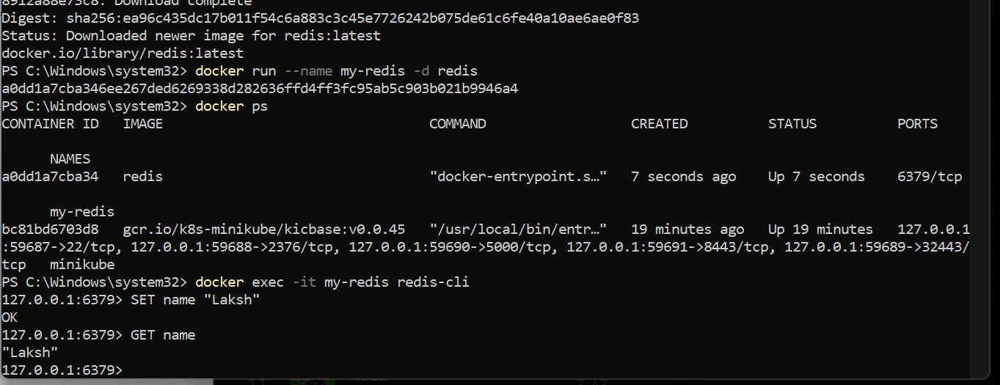 8912a88e73c8: Download complete
Digest: sha256:ea96c435dc17b011f54c6a883c3c45e7726242b075de61c6fe40a10ae6ae0f83
Status: Downloaded newer image for redis:latest
docker.io/library/redis:latest
PS C:\Windows\system32> docker run --name my-redis -d redis
a0dd1a7cba346ee267ded6269338d282636ffd4ff3fc95ab5c903b021b9946a4
PS C:\Windows\system32> docker ps
CONTAINER ID   IMAGE                                 COMMAND                  CREATED          STATUS          PORTS
      NAMES
a0dd1a7cba34   redis                                 "docker-entrypoint.s…"   7 seconds ago    Up 7 seconds    6379/tcp
      my-redis
bc81bd6703d8   gcr.io/k8s-minikube/kicbase:v0.0.45   "/usr/local/bin/entr…"   19 minutes ago   Up 19 minutes   127.0.0.1
:59687->22/tcp, 127.0.0.1:59688->2376/tcp, 127.0.0.1:59690->5000/tcp, 127.0.0.1:59691->8443/tcp, 127.0.0.1:59689->32443/
tcp   minikube
PS C:\Windows\system32> docker exec -it my-redis redis-cli
127.0.0.1:6379> SET name "Laksh"
OK
127.0.0.1:6379> GET name
"Laksh"
127.0.0.1:6379>